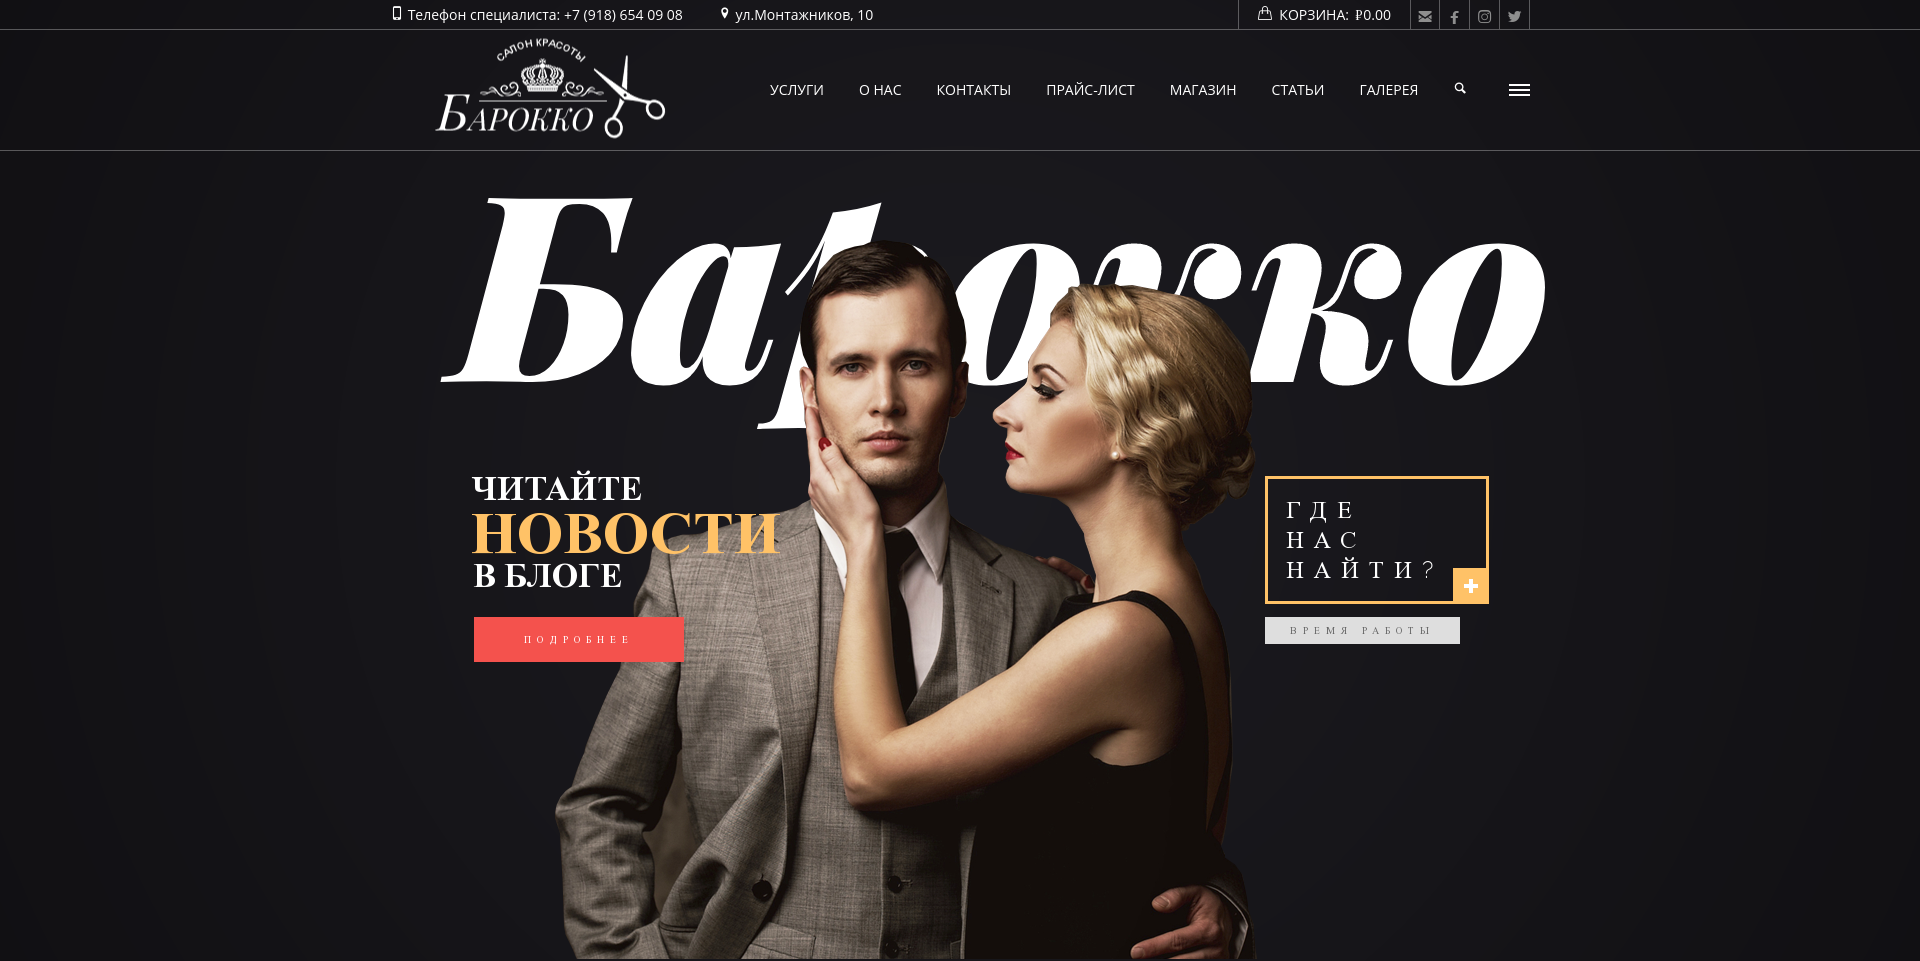 Телефон специалиста: +7 (918) 654 09 08
ул.Монтажников, 10
КОРЗИНА: ₽0.00
САЛОН КРАСОТЫ
БАРОККО
УСЛУГИ
О НАС
КОНТАКТЫ
ПРАЙС-ЛИСТ
МАГАЗИН
СТАТЬИ
ГАЛЕРЕЯ
Барокко
ЧИТАЙТЕ
НОВОСТИ
В БЛОГЕ
ПОДРОБНЕЕ
ГДЕ
НАС
НАЙТИ?
ВРЕМЯ РАБОТЫ